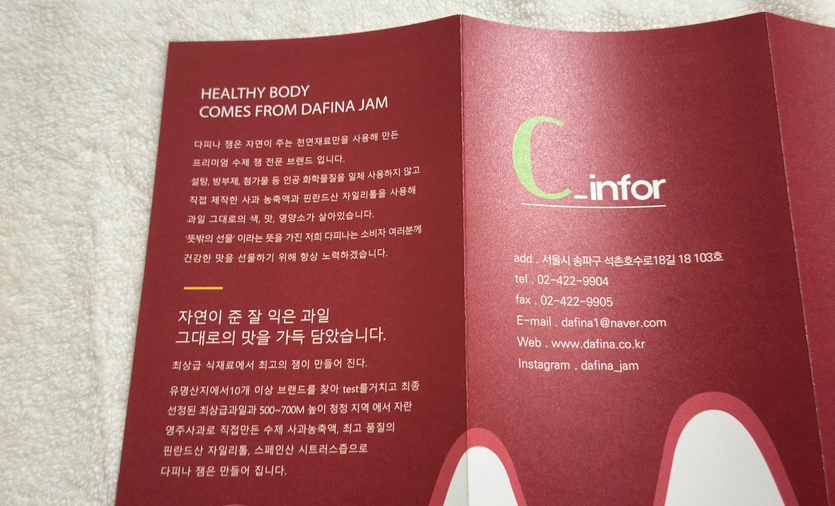 HEALTHY BODY
COMES FROM DAFINA JAM
다피나 잼은 자연이 주는 천연재료만을 사용해 만든
프리미엄 수제 잼 전문 브랜드 입니다.
설탕, 방부제, 첨가물 등 인공 화학물질을 일체 사용하지 않고
직접 제작한 사과 농축액과 핀란드산 자일리톨을 사용해
과일 그대로의 색, 맛, 영양소가 살아있습니다.
'뜻밖의 선물' 이라는 뜻을 가진 저희 다피나는 소비자 여러분께
건강한 맛을 선물하기 위해 항상 노력하겠습니다.
자연이 준 잘 익은 과일
그대로의 맛을 가득 담았습니다.
최상급 식재료에서 최고의 잼이 만들어 진다.
유명산지에서10개 이상 브랜드를 찾아 test를거치고 최종
선정된 최상급과일과 500~700M 높이 청정 지역 에서 자란
영주사과로 직접만든 수제 사과농축액, 최고 품질의
핀란드산 자일리톨, 스페인산 시트러스즙으로
다피나 잼은 만들어 집니다.
C_infor
add . 서울시 송파구 석촌호수로18길 18 103호
tel . 02-422-9904
fax . 02-422-9905
E-mail . dafina1@naver.com
Web . www.dafina.co.kr
Instagram . dafina_jam